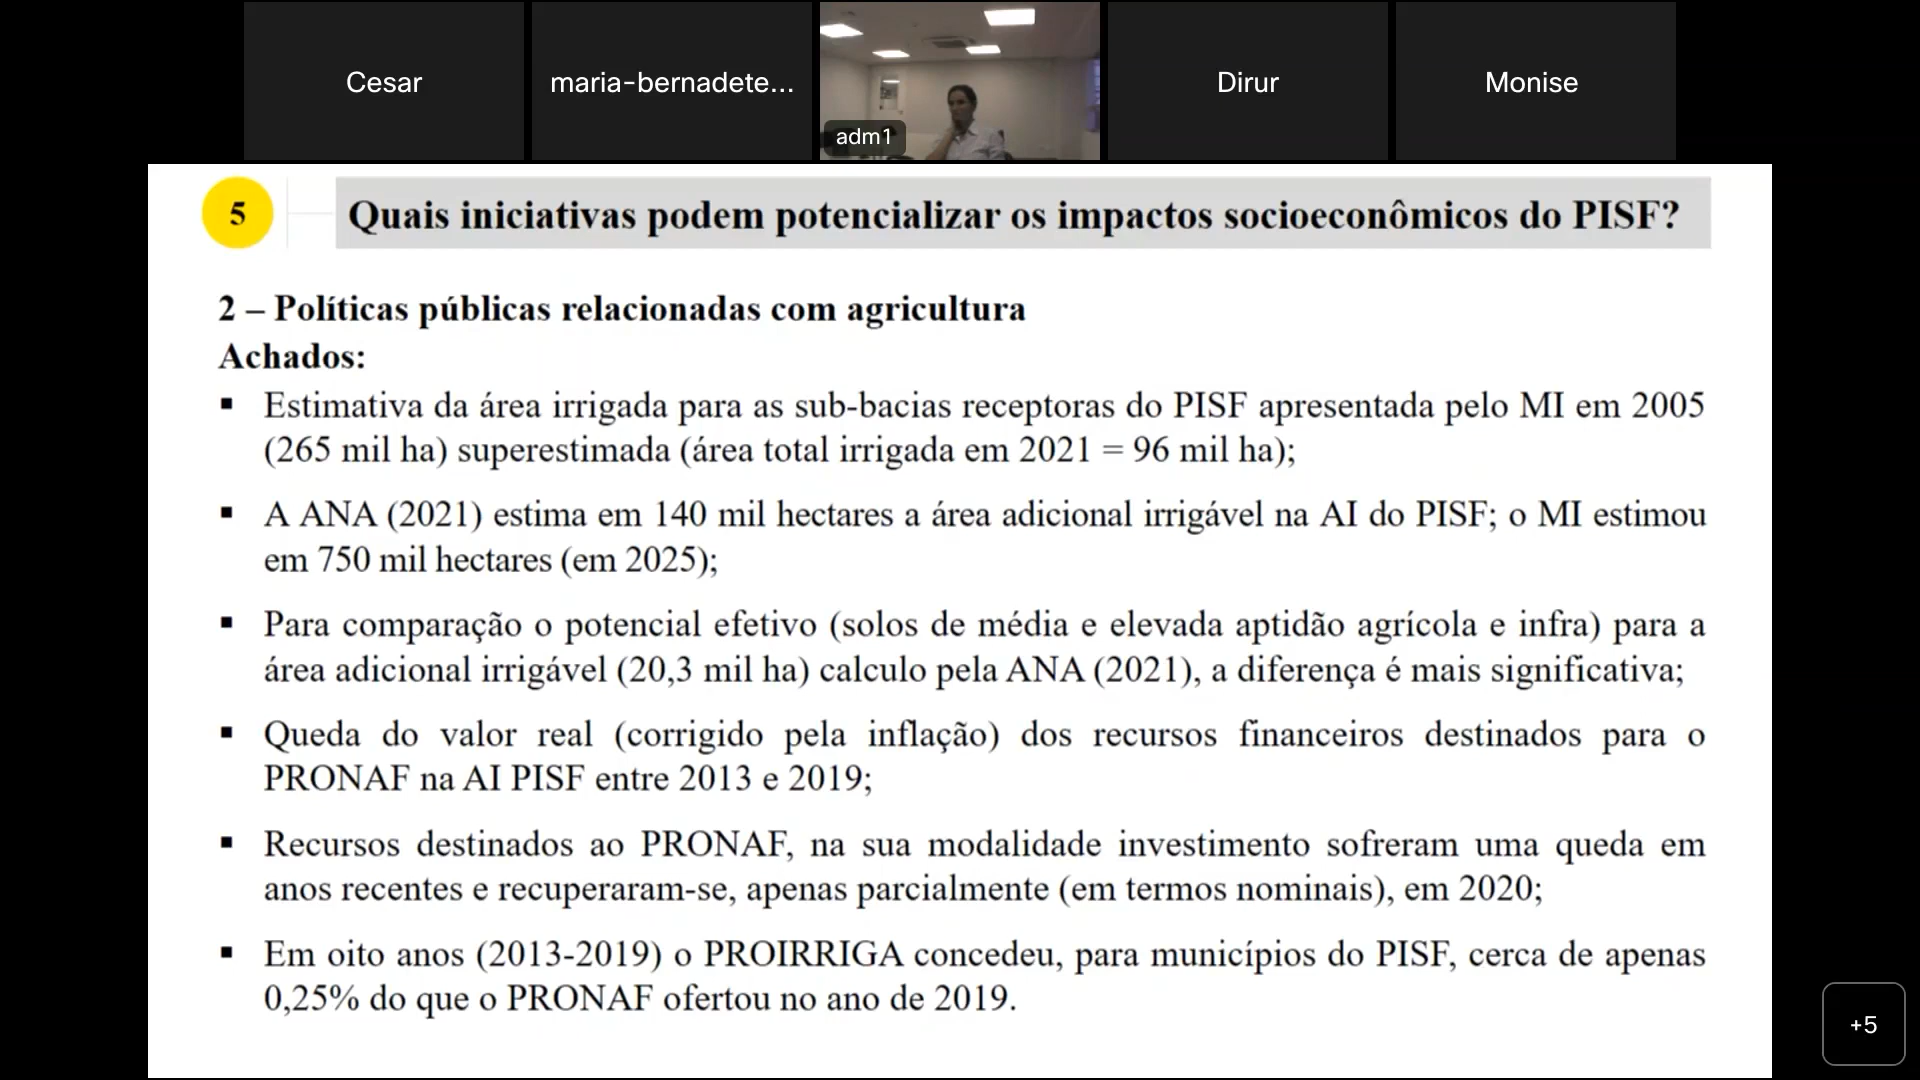 Cesar
maria-bernadete...
adm1
Dirur
Monise
5
Quais iniciativas podem potencializar os impactos socioeconômicos do PISF?
2 – Políticas públicas relacionadas com agricultura
Achados:
▪ Estimativa da área irrigada para as sub-bacias receptoras do PISF apresentada pelo MI em 2005
(265 mil ha) superestimada (área total irrigada em 2021 = 96 mil ha);
▪ A ANA (2021) estima em 140 mil hectares a área adicional irrigável na AI do PISF; o MI estimou
em 750 mil hectares (em 2025);
▪ Para comparação o potencial efetivo (solos de média e elevada aptidão agrícola e infra) para a
área adicional irrigável (20,3 mil ha) calculo pela ANA (2021), a diferença é mais significativa;
▪ Queda do valor real (corrigido pela inflação) dos recursos financeiros destinados para o
PRONAF na AI PISF entre 2013 e 2019;
▪ Recursos destinados ao PRONAF, na sua modalidade investimento sofreram uma queda em
anos recentes e recuperaram-se, apenas parcialmente (em termos nominais), em 2020;
▪ Em oito anos (2013-2019) o PROIRRIGA concedeu, para municípios do PISF, cerca de apenas
0,25% do que o PRONAF ofertou no ano de 2019.
+5